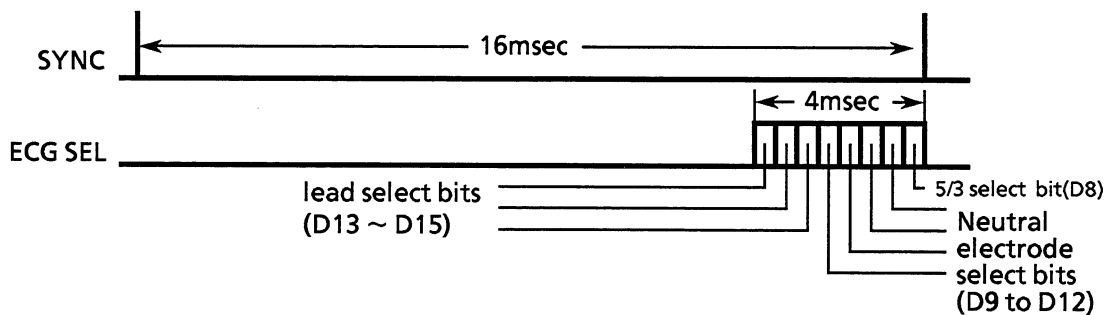 16msec
SYNC
4msec
ECG SEL
lead select bits
(D13 ~ D15)
5/3 select bit(D8)
Neutral
electrode
select bits
(D9 to D12)